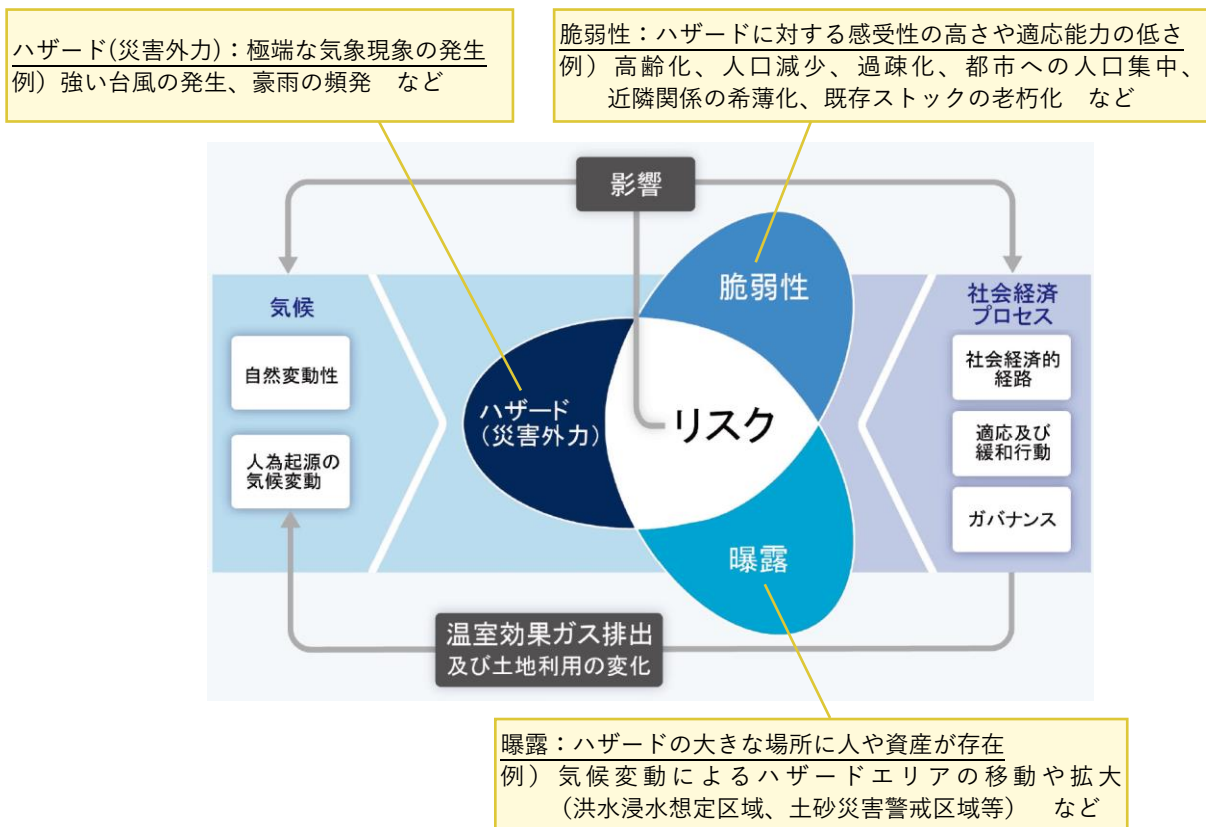 ハザード(災害外力)：極端な気象現象の発生
例）強い台風の発生、豪雨の頻発　など
脆弱性：ハザードに対する感受性の高さや適応能力の低さ
例）高齢化、人口減少、過疎化、都市への人口集中、
近隣関係の希薄化、既存ストックの老朽化　など
影響
気候
自然変動性
人為起源の
気候変動
脆弱性
ハザード
(災害外力)
リスク
曝露
社会経済
プロセス
社会経済的
経路
適応及び
緩和行動
ガバナンス
温室効果ガス排出
及び土地利用の変化
曝露：ハザードの大きな場所に人や資産が存在
例）気候変動によるハザードエリアの移動や拡大
（洪水浸水想定区域、土砂災害警戒区域等）　など